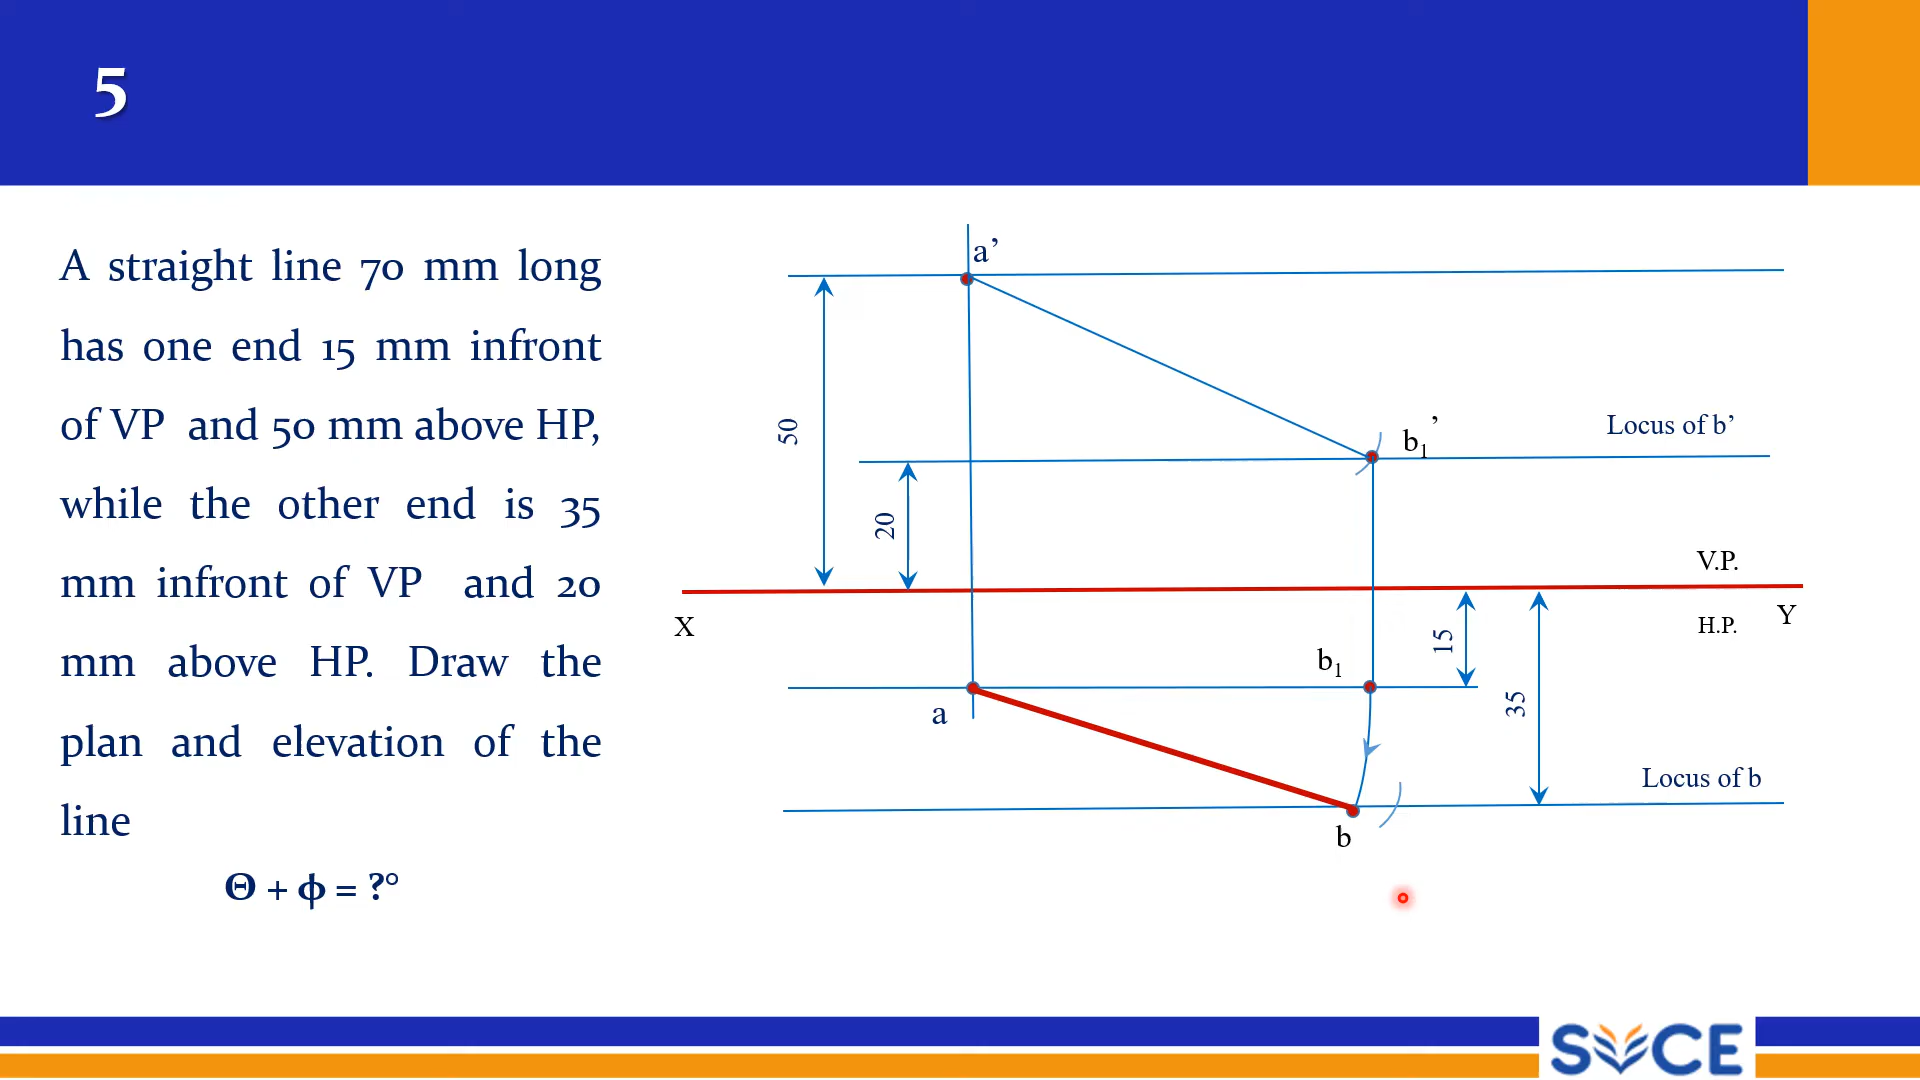 5
A straight line 70 mm long
has one end 15 mm infront
of VP and 50 mm above HP,
while the other end is 35
mm infront of VP and 20
mm above HP. Draw the
plan and elevation of the
line
Θ + ϕ = ?°
a’
50
b₁’
Locus of b’
20
V.P.
X
H.P.
Y
15
b₁
35
a
Locus of b
b
SVCE